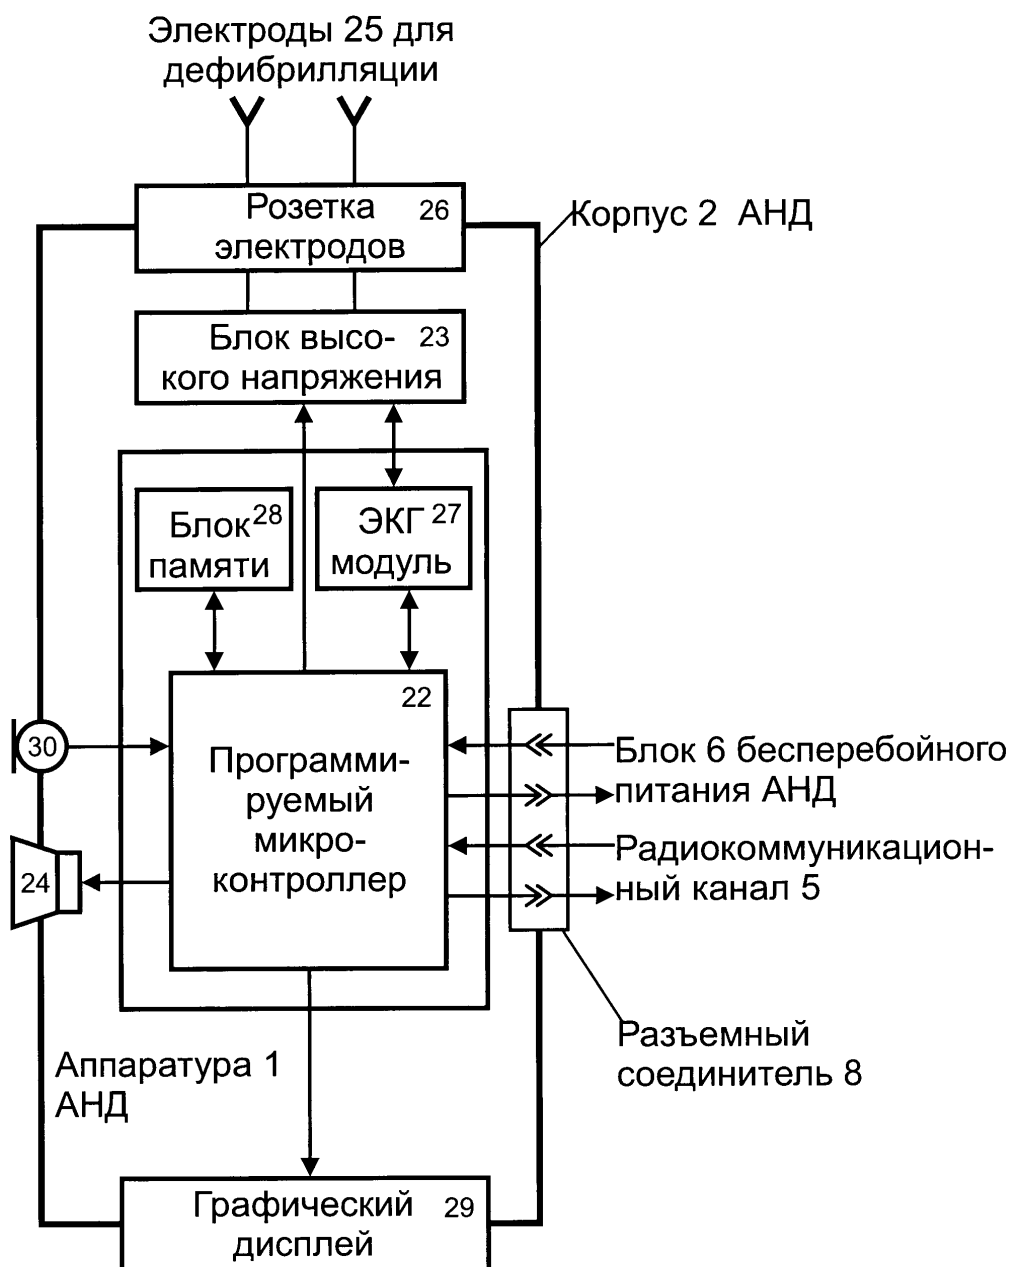 Электроды 25 для
дефибрилляции
Розетка 26
электродов
Корпус 2 АНД
Блок высо- 23
кого напряжения
Блок 28
памяти
ЭКГ 27
модуль
22
Программи-
руемый
микро-
контроллер
30
24
Блок 6 бесперебойного
питания АНД
Радиокоммуникацион-
ный канал 5
Разъемный
соединитель 8
Аппаратура 1
АНД
Графический 29
дисплей